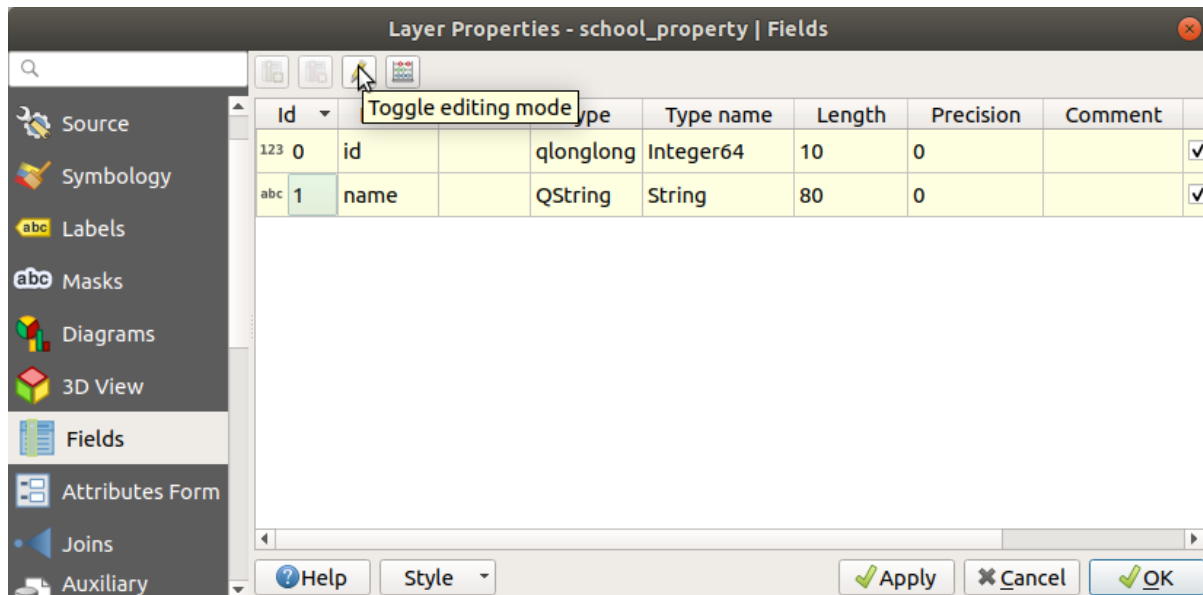 Layer Properties - school_property | Fields
Toggle editing mode
Id ype Type name Length Precision Comment
123 0 id qlonglong Integer64 10 0
abc 1 name QString String 80 0
Source
Symbology
abc Labels
abc Masks
Diagrams
3D View
Fields
Attributes Form
Joins
Auxiliary
Help Style Apply Cancel OK